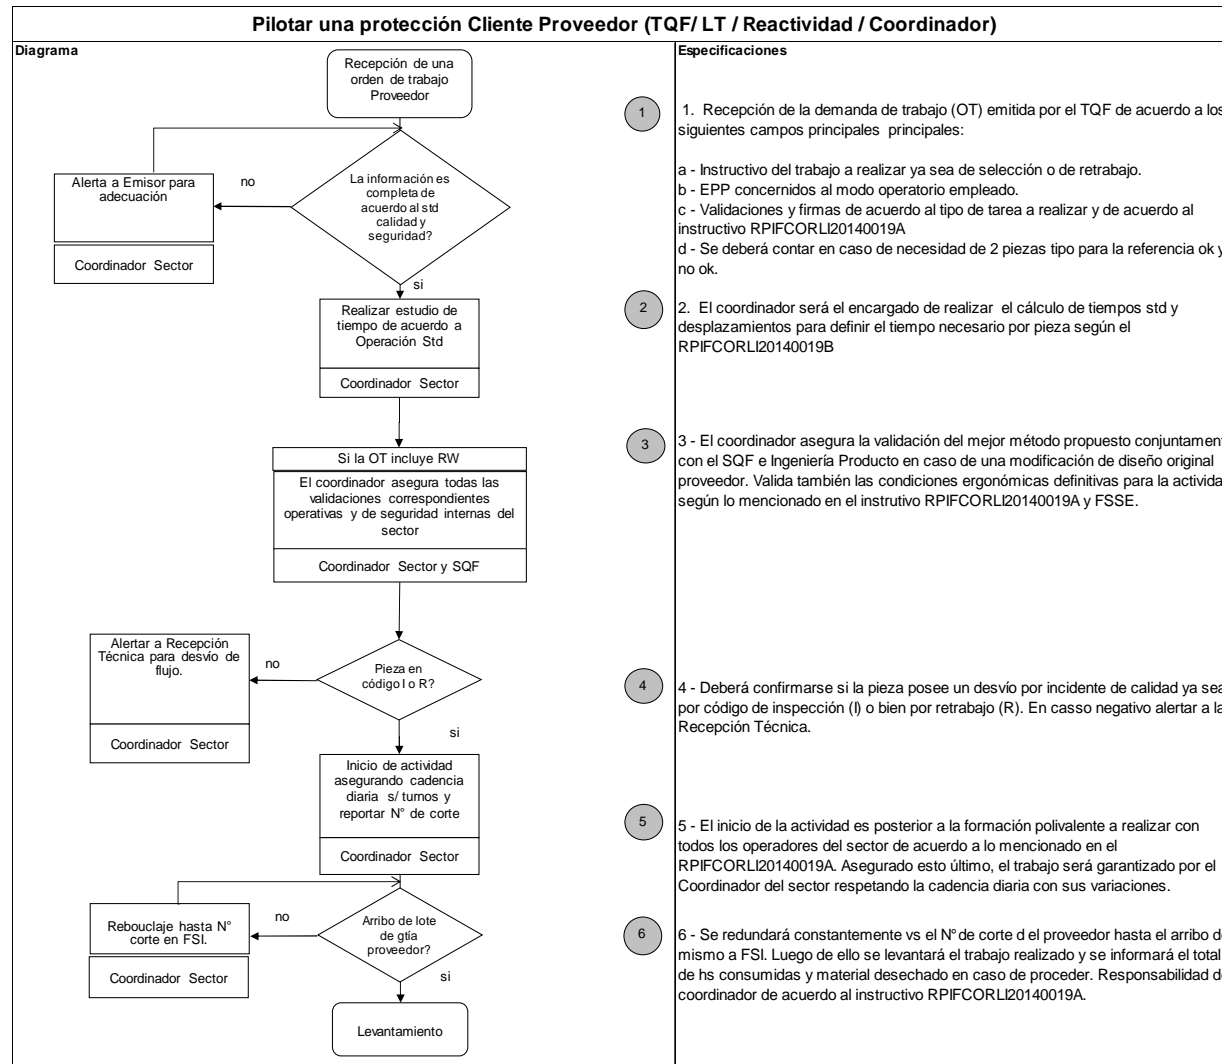 Pilotar una protección Cliente Proveedor (TQF/ LT / Reactividad / Coordinador)
Diagrama
Recepción de una
orden de trabajo
Proveedor
La información es
completa de
acuerdo al std
calidad y
seguridad?
no
Alerta a Emisor para
adecuación
Coordinador Sector
si
Realizar estudio de
tiempo de acuerdo a
Operación Std
Coordinador Sector
Si la OT incluye RW
El coordinador asegura todas las
validaciones correspondientes
operativas y de seguridad internas del
sector
Coordinador Sector y SQF
Pieza en
código I o R?
no
Alertar a Recepción
Técnica para desvío de
flujo.
Coordinador Sector
si
Inicio de actividad
asegurando cadencia
diaria s/ turnos y
reportar N° de corte
Coordinador Sector
Arribo de lote
de gtía
proveedor?
no
Rebouclaje hasta N°
corte en FSI.
Coordinador Sector
si
Levantamiento
Especificaciones
1
1. Recepción de la demanda de trabajo (OT) emitida por el TQF de acuerdo a los
siguientes campos principales principales:
a - Instructivo del trabajo a realizar ya sea de selección o de retrabajo.
b - EPP concernidos al modo operatorio empleado.
c - Validaciones y firmas de acuerdo al tipo de tarea a realizar y de acuerdo al
instructivo RPIFCORLI20140019A
d - Se deberá contar en caso de necesidad de 2 piezas tipo para la referencia ok y
no ok.
2
2. El coordinador será el encargado de realizar el cálculo de tiempos std y
desplazamientos para definir el tiempo necesario por pieza según el
RPIFCORLI20140019B
3
3 - El coordinador asegura la validación del mejor método propuesto conjuntamen
con el SQF e Ingeniería Producto en caso de una modificación de diseño original
proveedor. Valida también las condiciones ergonómicas definitivas para la activida
según lo mencionado en el instrutivo RPIFCORLI20140019A y FSSE.
4
4 - Deberá confirmarse si la pieza posee un desvío por incidente de calidad ya sea
por código de inspección (I) o bien por retrabajo (R). En casso negativo alertar a la
Recepción Técnica.
5
5 - El inicio de la actividad es posterior a la formación polivalente a realizar con
todos los operadores del sector de acuerdo a lo mencionado en el
RPIFCORLI20140019A. Asegurado esto último, el trabajo será garantizado por el
Coordinador del sector respetando la cadencia diaria con sus variaciones.
6
6 - Se redundará constantemente vs el N° de corte d el proveedor hasta el arribo d
mismo a FSI. Luego de ello se levantará el trabajo realizado y se informará el total
de hs consumidas y material desechado en caso de proceder. Responsabilidad d
coordinador de acuerdo al instructivo RPIFCORLI20140019A.